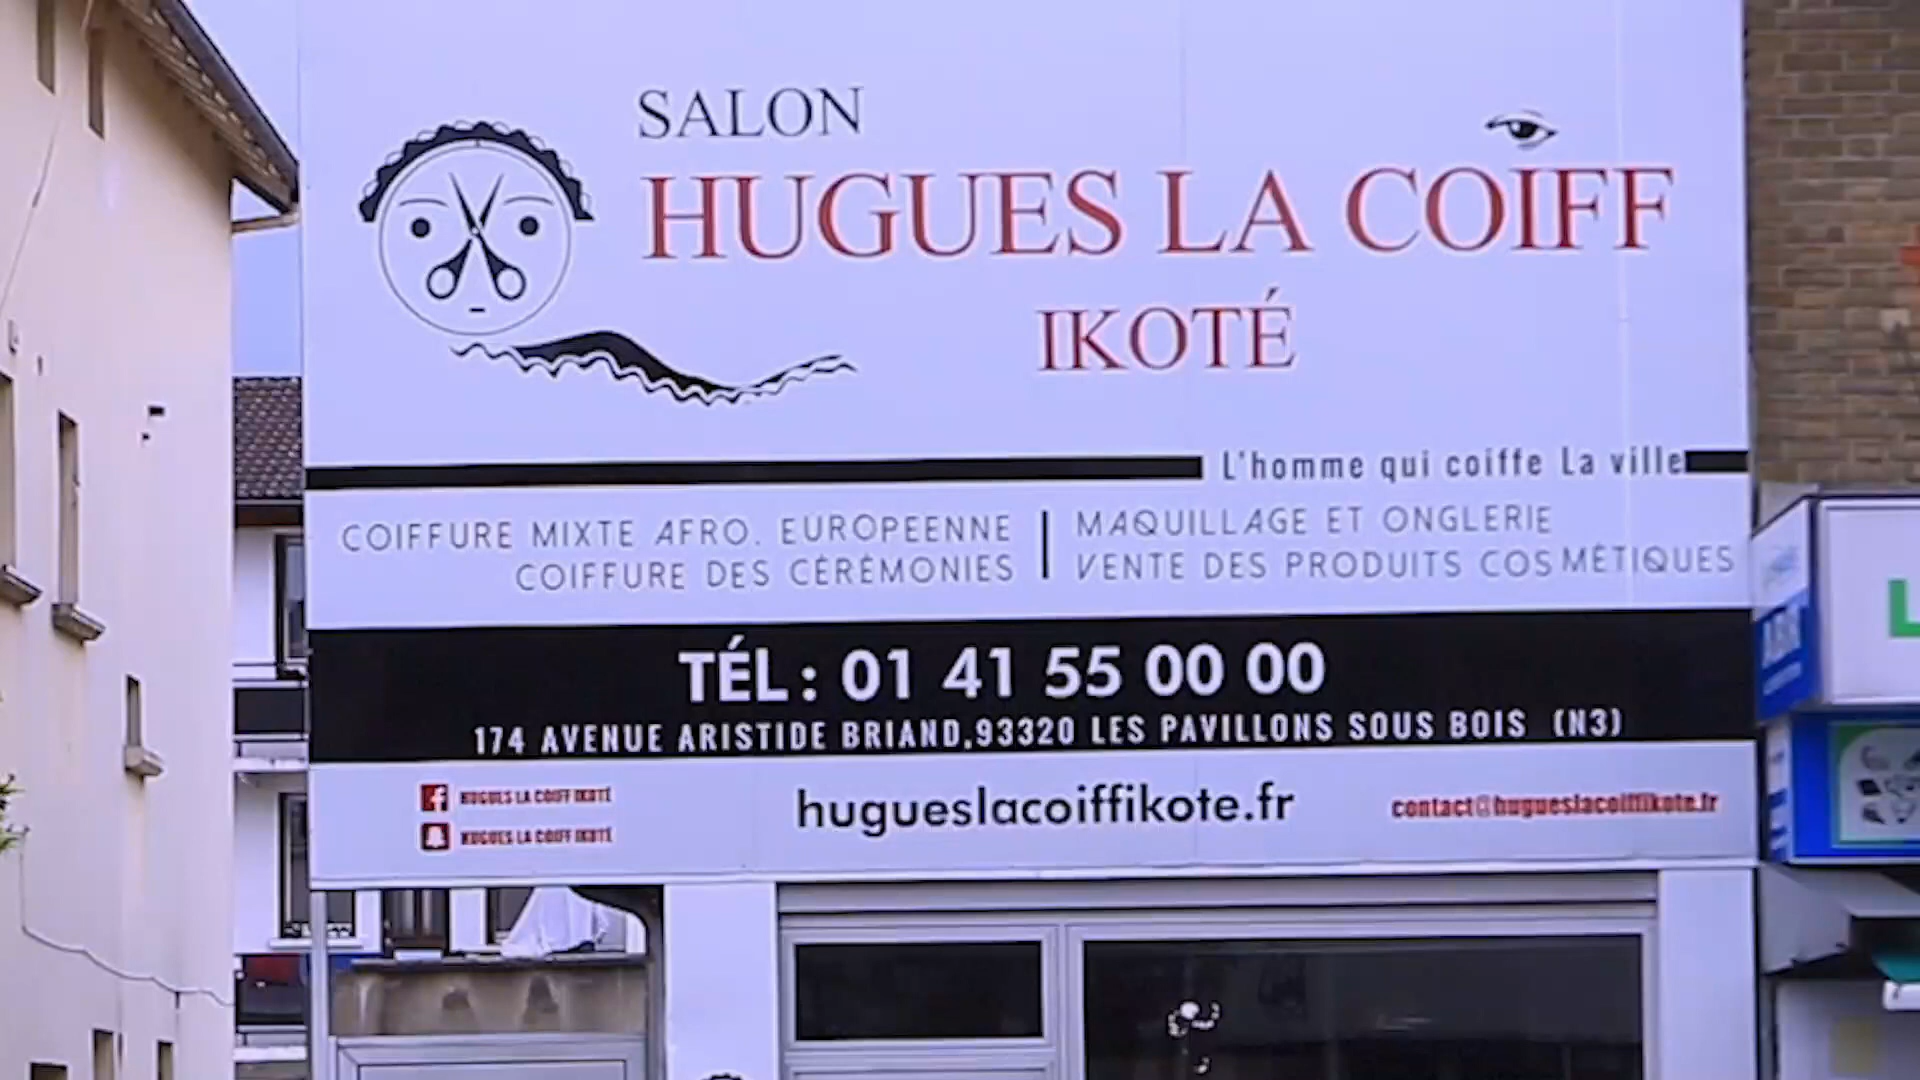 SALON
HUGUES LA COIFF
IKOTÉ
L'homme qui coiffe La ville
COIFFURE MIXTE AFRO. EUROPEENNE
COIFFURE DES CÉRÉMONIES
MAQUILLAGE ET ONGLERIE
VENTE DES PRODUITS COSMÉTIQUES
TÉL : 01 41 55 00 00
174 AVENUE ARISTIDE BRIAND.93320 LES PAVILLONS SOUS BOIS (N3)
HUGUES LA COIFF IKOTÉ
HUGUES LA COIFF IKOTÉ
hugueslacoiffikote.fr
contact@hugueslacoiffikote.fr